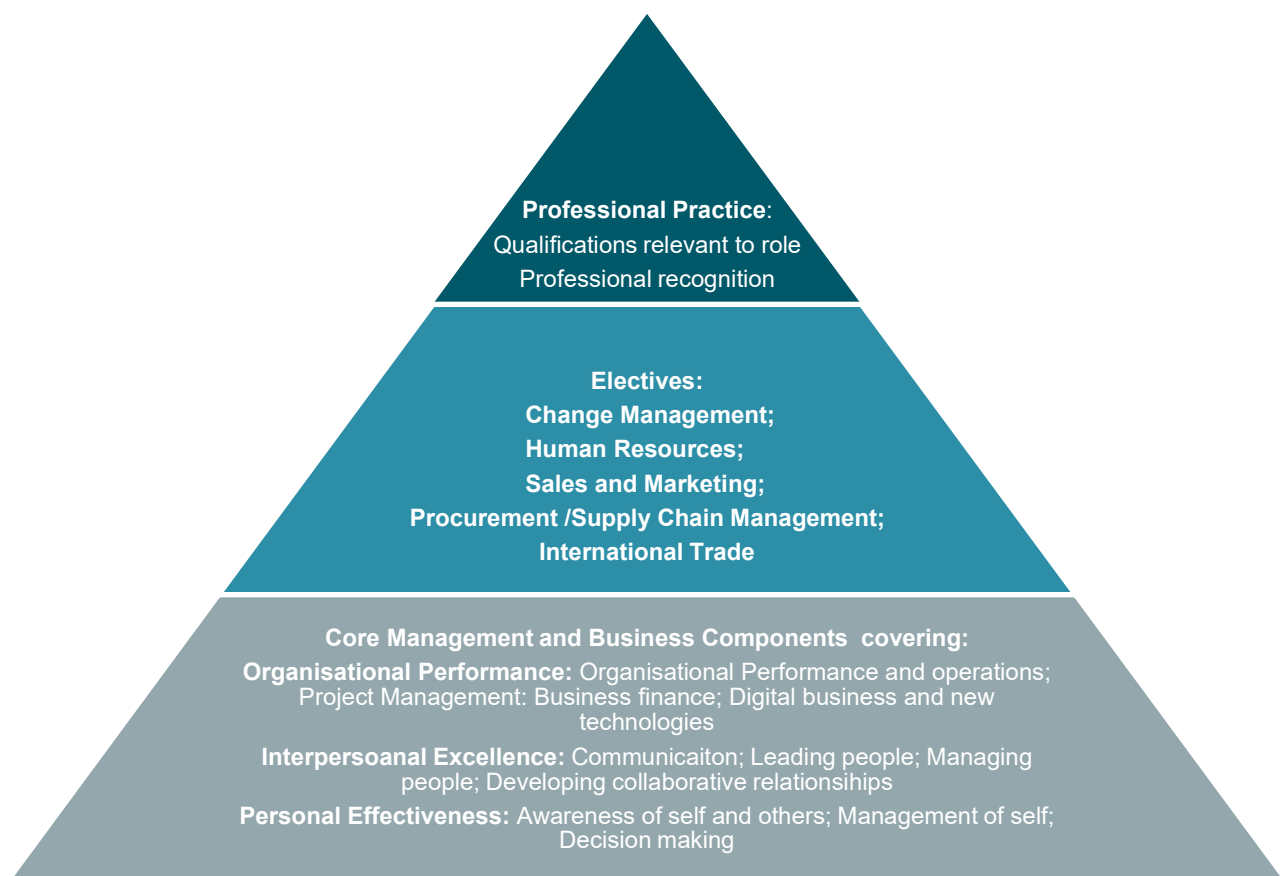 Professional Practice:
Qualifications relevant to role
Professional recognition
Electives:
Change Management;
Human Resources;
Sales and Marketing;
Procurement /Supply Chain Management;
International Trade
Core Management and Business Components  covering:
Organisational Performance: Organisational Performance and operations;
Project Management: Business finance; Digital business and new
technologies
Interpersoanal Excellence: Communicaiton; Leading people; Managing
people; Developing collaborative relationsihips
Personal Effectiveness: Awareness of self and others; Management of self;
Decision making